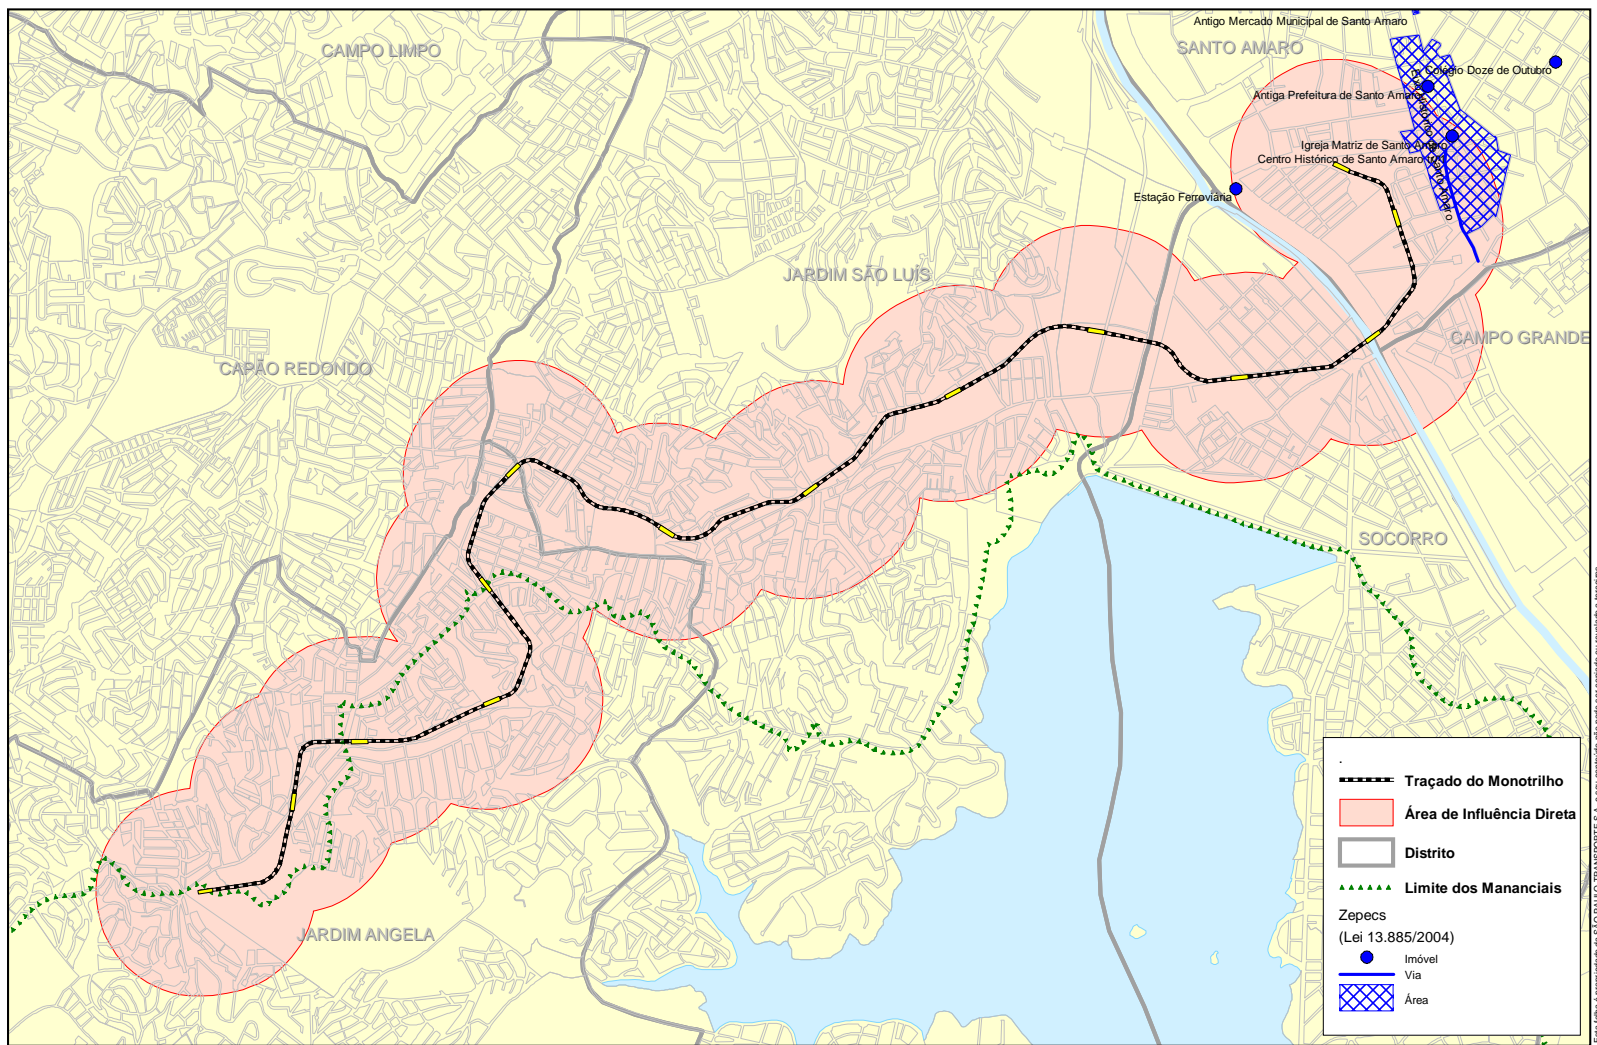 Antigo Mercado Municipal de Santo Amaro
CAMPO LIMPO
SANTO AMARO
Colégio Doze de Outubro
Antiga Prefeitura de Santo Amaro
Igreja Matriz de Santo Amaro
Centro Histórico de Santo Amaro
Estação Ferroviária
JARDIM SÃO LUÍS
CAMPO GRANDE
CAPÃO REDONDO
SOCORRO
JARDIM ANGELA
Traçado do Monotrilho
Área de Influência Direta
Distrito
Limite dos Mananciais
Zepecs
(Lei 13.885/2004)
Imóvel
Via
Área